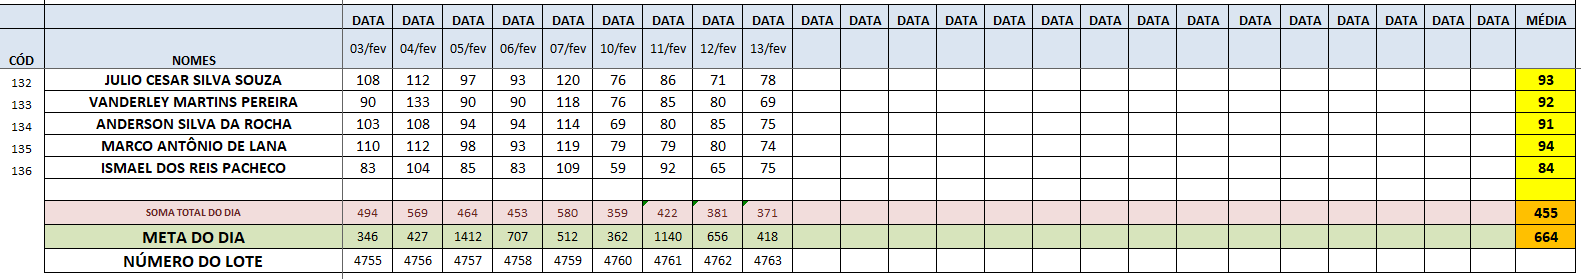 DATA DATA DATA DATA DATA DATA DATA DATA DATA DATA DATA DATA DATA DATA DATA DATA DATA DATA DATA DATA DATA DATA DATA DATA MÉDIA
CÓD NOMES 03/fev 04/fev 05/fev 06/fev 07/fev 10/fev 11/fev 12/fev 13/fev
132 JULIO CESAR SILVA SOUZA 108 112 97 93 120 76 86 71 78 93
133 VANDERLEY MARTINS PEREIRA 90 133 90 90 118 76 85 80 69 92
134 ANDERSON SILVA DA ROCHA 103 108 94 94 114 69 80 85 75 91
135 MARCO ANTÔNIO DE LANA 110 112 98 93 119 79 79 80 74 94
136 ISMAEL DOS REIS PACHECO 83 104 85 83 109 59 92 65 75 84
SOMA TOTAL DO DIA 494 569 464 453 580 359 422 381 371 455
META DO DIA 346 427 1412 707 512 362 1140 656 418 664
NÚMERO DO LOTE 4755 4756 4757 4758 4759 4760 4761 4762 4763